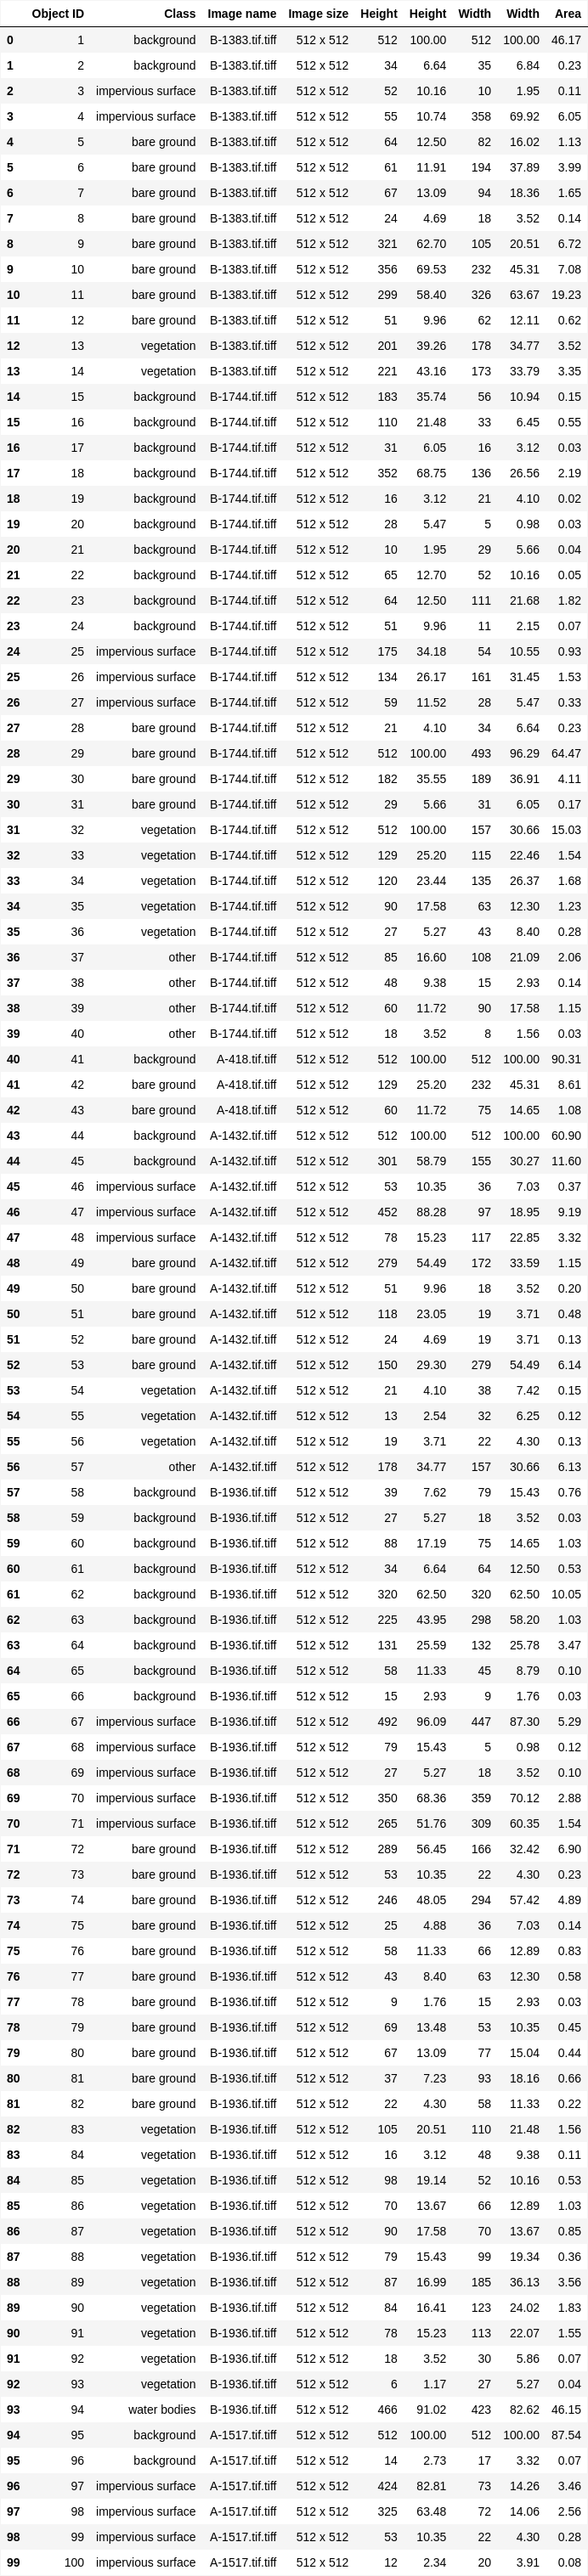 Object ID Class Image name Image size Height Height Width Width Area
0 1 background B-1383.tif.tiff 512 x 512 512 100.00 512 100.00 46.17
1 2 background B-1383.tif.tiff 512 x 512 34 6.64 35 6.84 0.23
2 3 impervious surface B-1383.tif.tiff 512 x 512 52 10.16 10 1.95 0.11
3 4 impervious surface B-1383.tif.tiff 512 x 512 55 10.74 358 69.92 6.05
4 5 bare ground B-1383.tif.tiff 512 x 512 64 12.50 82 16.02 1.13
5 6 bare ground B-1383.tif.tiff 512 x 512 61 11.91 194 37.89 3.99
6 7 bare ground B-1383.tif.tiff 512 x 512 67 13.09 94 18.36 1.65
7 8 bare ground B-1383.tif.tiff 512 x 512 24 4.69 18 3.52 0.14
8 9 bare ground B-1383.tif.tiff 512 x 512 321 62.70 105 20.51 6.72
9 10 bare ground B-1383.tif.tiff 512 x 512 356 69.53 232 45.31 7.08
10 11 bare ground B-1383.tif.tiff 512 x 512 299 58.40 326 63.67 19.23
11 12 bare ground B-1383.tif.tiff 512 x 512 51 9.96 62 12.11 0.62
12 13 vegetation B-1383.tif.tiff 512 x 512 201 39.26 178 34.77 3.52
13 14 vegetation B-1383.tif.tiff 512 x 512 221 43.16 173 33.79 3.35
14 15 background B-1744.tif.tiff 512 x 512 183 35.74 56 10.94 0.15
15 16 background B-1744.tif.tiff 512 x 512 110 21.48 33 6.45 0.55
16 17 background B-1744.tif.tiff 512 x 512 31 6.05 16 3.12 0.03
17 18 background B-1744.tif.tiff 512 x 512 352 68.75 136 26.56 2.19
18 19 background B-1744.tif.tiff 512 x 512 16 3.12 21 4.10 0.02
19 20 background B-1744.tif.tiff 512 x 512 28 5.47 5 0.98 0.03
20 21 background B-1744.tif.tiff 512 x 512 10 1.95 29 5.66 0.04
21 22 background B-1744.tif.tiff 512 x 512 65 12.70 52 10.16 0.05
22 23 background B-1744.tif.tiff 512 x 512 64 12.50 111 21.68 1.82
23 24 background B-1744.tif.tiff 512 x 512 51 9.96 11 2.15 0.07
24 25 impervious surface B-1744.tif.tiff 512 x 512 175 34.18 54 10.55 0.93
25 26 impervious surface B-1744.tif.tiff 512 x 512 134 26.17 161 31.45 1.53
26 27 impervious surface B-1744.tif.tiff 512 x 512 59 11.52 28 5.47 0.33
27 28 bare ground B-1744.tif.tiff 512 x 512 21 4.10 34 6.64 0.23
28 29 bare ground B-1744.tif.tiff 512 x 512 512 100.00 493 96.29 64.47
29 30 bare ground B-1744.tif.tiff 512 x 512 182 35.55 189 36.91 4.11
30 31 bare ground B-1744.tif.tiff 512 x 512 29 5.66 31 6.05 0.17
31 32 vegetation B-1744.tif.tiff 512 x 512 512 100.00 157 30.66 15.03
32 33 vegetation B-1744.tif.tiff 512 x 512 129 25.20 115 22.46 1.54
33 34 vegetation B-1744.tif.tiff 512 x 512 120 23.44 135 26.37 1.68
34 35 vegetation B-1744.tif.tiff 512 x 512 90 17.58 63 12.30 1.23
35 36 vegetation B-1744.tif.tiff 512 x 512 27 5.27 43 8.40 0.28
36 37 other B-1744.tif.tiff 512 x 512 85 16.60 108 21.09 2.06
37 38 other B-1744.tif.tiff 512 x 512 48 9.38 15 2.93 0.14
38 39 other B-1744.tif.tiff 512 x 512 60 11.72 90 17.58 1.15
39 40 other B-1744.tif.tiff 512 x 512 18 3.52 8 1.56 0.03
40 41 background A-418.tif.tiff 512 x 512 512 100.00 512 100.00 90.31
41 42 bare ground A-418.tif.tiff 512 x 512 129 25.20 232 45.31 8.61
42 43 bare ground A-418.tif.tiff 512 x 512 60 11.72 75 14.65 1.08
43 44 background A-1432.tif.tiff 512 x 512 512 100.00 512 100.00 60.90
44 45 background A-1432.tif.tiff 512 x 512 301 58.79 155 30.27 11.60
45 46 impervious surface A-1432.tif.tiff 512 x 512 53 10.35 36 7.03 0.37
46 47 impervious surface A-1432.tif.tiff 512 x 512 452 88.28 97 18.95 9.19
47 48 impervious surface A-1432.tif.tiff 512 x 512 78 15.23 117 22.85 3.32
48 49 bare ground A-1432.tif.tiff 512 x 512 279 54.49 172 33.59 1.15
49 50 bare ground A-1432.tif.tiff 512 x 512 51 9.96 18 3.52 0.20
50 51 bare ground A-1432.tif.tiff 512 x 512 118 23.05 19 3.71 0.48
51 52 bare ground A-1432.tif.tiff 512 x 512 24 4.69 19 3.71 0.13
52 53 bare ground A-1432.tif.tiff 512 x 512 150 29.30 279 54.49 6.14
53 54 vegetation A-1432.tif.tiff 512 x 512 21 4.10 38 7.42 0.15
54 55 vegetation A-1432.tif.tiff 512 x 512 13 2.54 32 6.25 0.12
55 56 vegetation A-1432.tif.tiff 512 x 512 19 3.71 22 4.30 0.13
56 57 other A-1432.tif.tiff 512 x 512 178 34.77 157 30.66 6.13
57 58 background B-1936.tif.tiff 512 x 512 39 7.62 79 15.43 0.76
58 59 background B-1936.tif.tiff 512 x 512 27 5.27 18 3.52 0.03
59 60 background B-1936.tif.tiff 512 x 512 88 17.19 75 14.65 1.03
60 61 background B-1936.tif.tiff 512 x 512 34 6.64 64 12.50 0.53
61 62 background B-1936.tif.tiff 512 x 512 320 62.50 320 62.50 10.05
62 63 background B-1936.tif.tiff 512 x 512 225 43.95 298 58.20 1.03
63 64 background B-1936.tif.tiff 512 x 512 131 25.59 132 25.78 3.47
64 65 background B-1936.tif.tiff 512 x 512 58 11.33 45 8.79 0.10
65 66 background B-1936.tif.tiff 512 x 512 15 2.93 9 1.76 0.03
66 67 impervious surface B-1936.tif.tiff 512 x 512 492 96.09 447 87.30 5.29
67 68 impervious surface B-1936.tif.tiff 512 x 512 79 15.43 5 0.98 0.12
68 69 impervious surface B-1936.tif.tiff 512 x 512 27 5.27 18 3.52 0.10
69 70 impervious surface B-1936.tif.tiff 512 x 512 350 68.36 359 70.12 2.88
70 71 impervious surface B-1936.tif.tiff 512 x 512 265 51.76 309 60.35 1.54
71 72 bare ground B-1936.tif.tiff 512 x 512 289 56.45 166 32.42 6.90
72 73 bare ground B-1936.tif.tiff 512 x 512 53 10.35 22 4.30 0.23
73 74 bare ground B-1936.tif.tiff 512 x 512 246 48.05 294 57.42 4.89
74 75 bare ground B-1936.tif.tiff 512 x 512 25 4.88 36 7.03 0.14
75 76 bare ground B-1936.tif.tiff 512 x 512 58 11.33 66 12.89 0.83
76 77 bare ground B-1936.tif.tiff 512 x 512 43 8.40 63 12.30 0.58
77 78 bare ground B-1936.tif.tiff 512 x 512 9 1.76 15 2.93 0.03
78 79 bare ground B-1936.tif.tiff 512 x 512 69 13.48 53 10.35 0.45
79 80 bare ground B-1936.tif.tiff 512 x 512 67 13.09 77 15.04 0.44
80 81 bare ground B-1936.tif.tiff 512 x 512 37 7.23 93 18.16 0.66
81 82 bare ground B-1936.tif.tiff 512 x 512 22 4.30 58 11.33 0.22
82 83 vegetation B-1936.tif.tiff 512 x 512 105 20.51 110 21.48 1.56
83 84 vegetation B-1936.tif.tiff 512 x 512 16 3.12 48 9.38 0.11
84 85 vegetation B-1936.tif.tiff 512 x 512 98 19.14 52 10.16 0.53
85 86 vegetation B-1936.tif.tiff 512 x 512 70 13.67 66 12.89 1.03
86 87 vegetation B-1936.tif.tiff 512 x 512 90 17.58 70 13.67 0.85
87 88 vegetation B-1936.tif.tiff 512 x 512 79 15.43 99 19.34 0.36
88 89 vegetation B-1936.tif.tiff 512 x 512 87 16.99 185 36.13 3.56
89 90 vegetation B-1936.tif.tiff 512 x 512 84 16.41 123 24.02 1.83
90 91 vegetation B-1936.tif.tiff 512 x 512 78 15.23 113 22.07 1.55
91 92 vegetation B-1936.tif.tiff 512 x 512 18 3.52 30 5.86 0.07
92 93 vegetation B-1936.tif.tiff 512 x 512 6 1.17 27 5.27 0.04
93 94 water bodies B-1936.tif.tiff 512 x 512 466 91.02 423 82.62 46.15
94 95 background A-1517.tif.tiff 512 x 512 512 100.00 512 100.00 87.54
95 96 background A-1517.tif.tiff 512 x 512 14 2.73 17 3.32 0.07
96 97 impervious surface A-1517.tif.tiff 512 x 512 424 82.81 73 14.26 3.46
97 98 impervious surface A-1517.tif.tiff 512 x 512 325 63.48 72 14.06 2.56
98 99 impervious surface A-1517.tif.tiff 512 x 512 53 10.35 22 4.30 0.28
99 100 impervious surface A-1517.tif.tiff 512 x 512 12 2.34 20 3.91 0.08